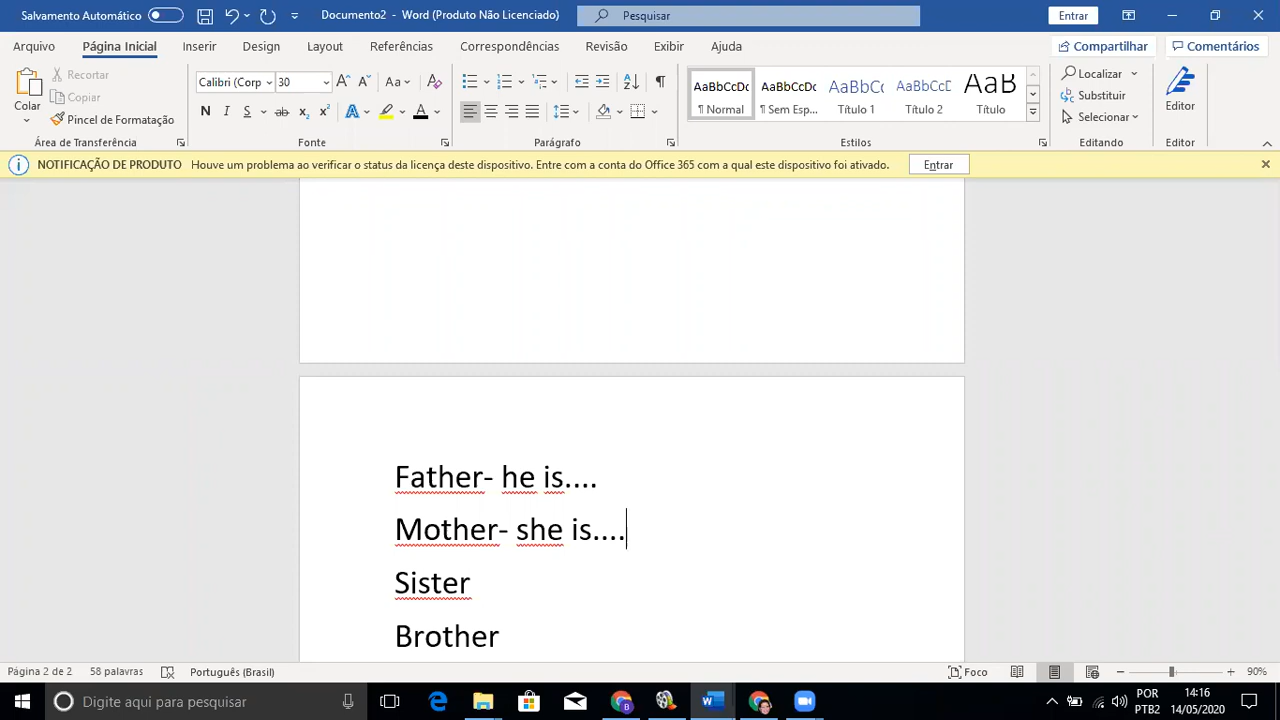 Salvamento Automático
Documento2 - Word (Produto Não Licenciado)
Pesquisar
Entrar
Arquivo Página Inicial Inserir Design Layout Referências Correspondências Revisão Exibir Ajuda Compartilhar Comentários
Colar
Recortar
Copiar
Pincel de Formatação
Área de Transferência
Calibri (Corp 30
Aa
N I S ab x₂ x² A A
Fonte
Parágrafo
AaBbCcDc AaBbCcDc AaBbCc AaBbCcD AaB
¶ Normal ¶ Sem Esp... Título 1 Título 2 Título
Estilos
Localizar
Substituir
Selecionar
Editando
Editor
Editor
NOTIFICAÇÃO DE PRODUTO Houve um problema ao verificar o status da licença deste dispositivo. Entre com a conta do Office 365 com a qual este dispositivo foi ativado. Entrar
Father- he is....
Mother- she is....
Sister
Brother
Página 2 de 2 58 palavras Português (Brasil) Foco 90%
Digite aqui para pesquisar
POR
PTB2
14:16
14/05/2020